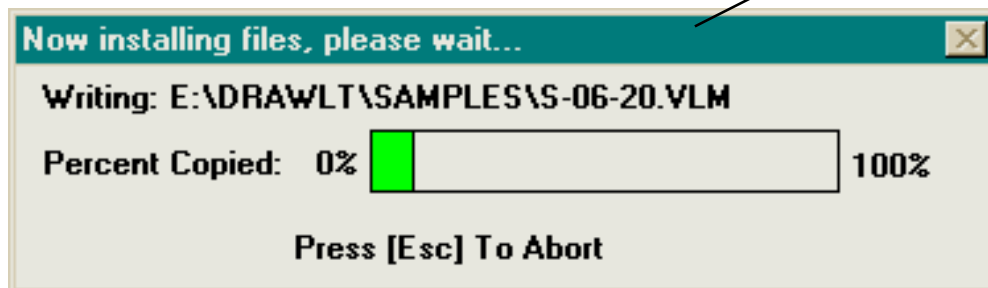 Now installing files, please wait...
Writing: E:\DRAWLT\SAMPLES\S-06-20.VLM
Percent Copied: 0% 100%
Press [Esc] To Abort